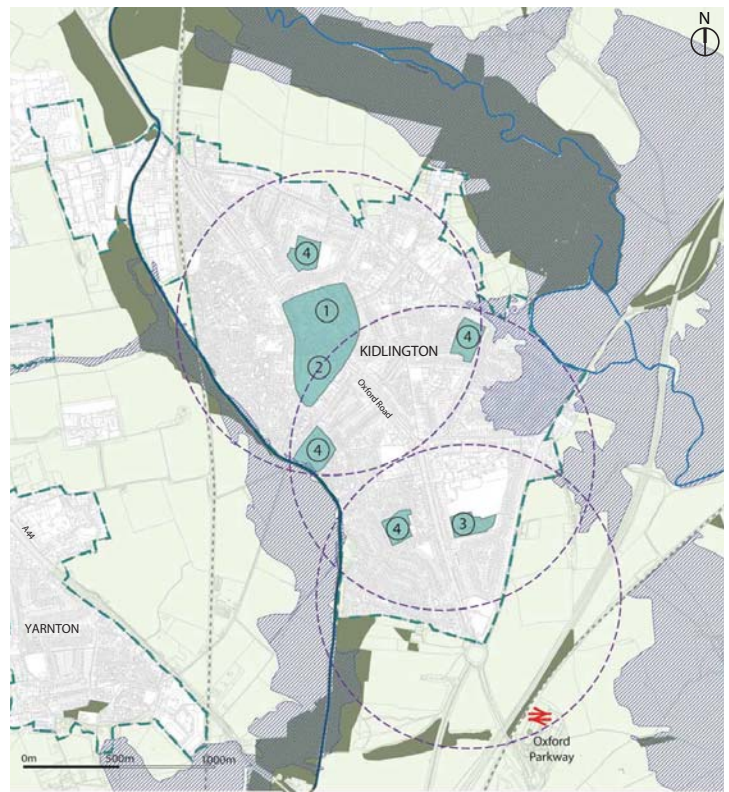 N
4
1
4
KIDLINGTON
2
Oxford Road
4
4
3
A44
YARNTON
0m
500m
1000m
Oxford
Parkway